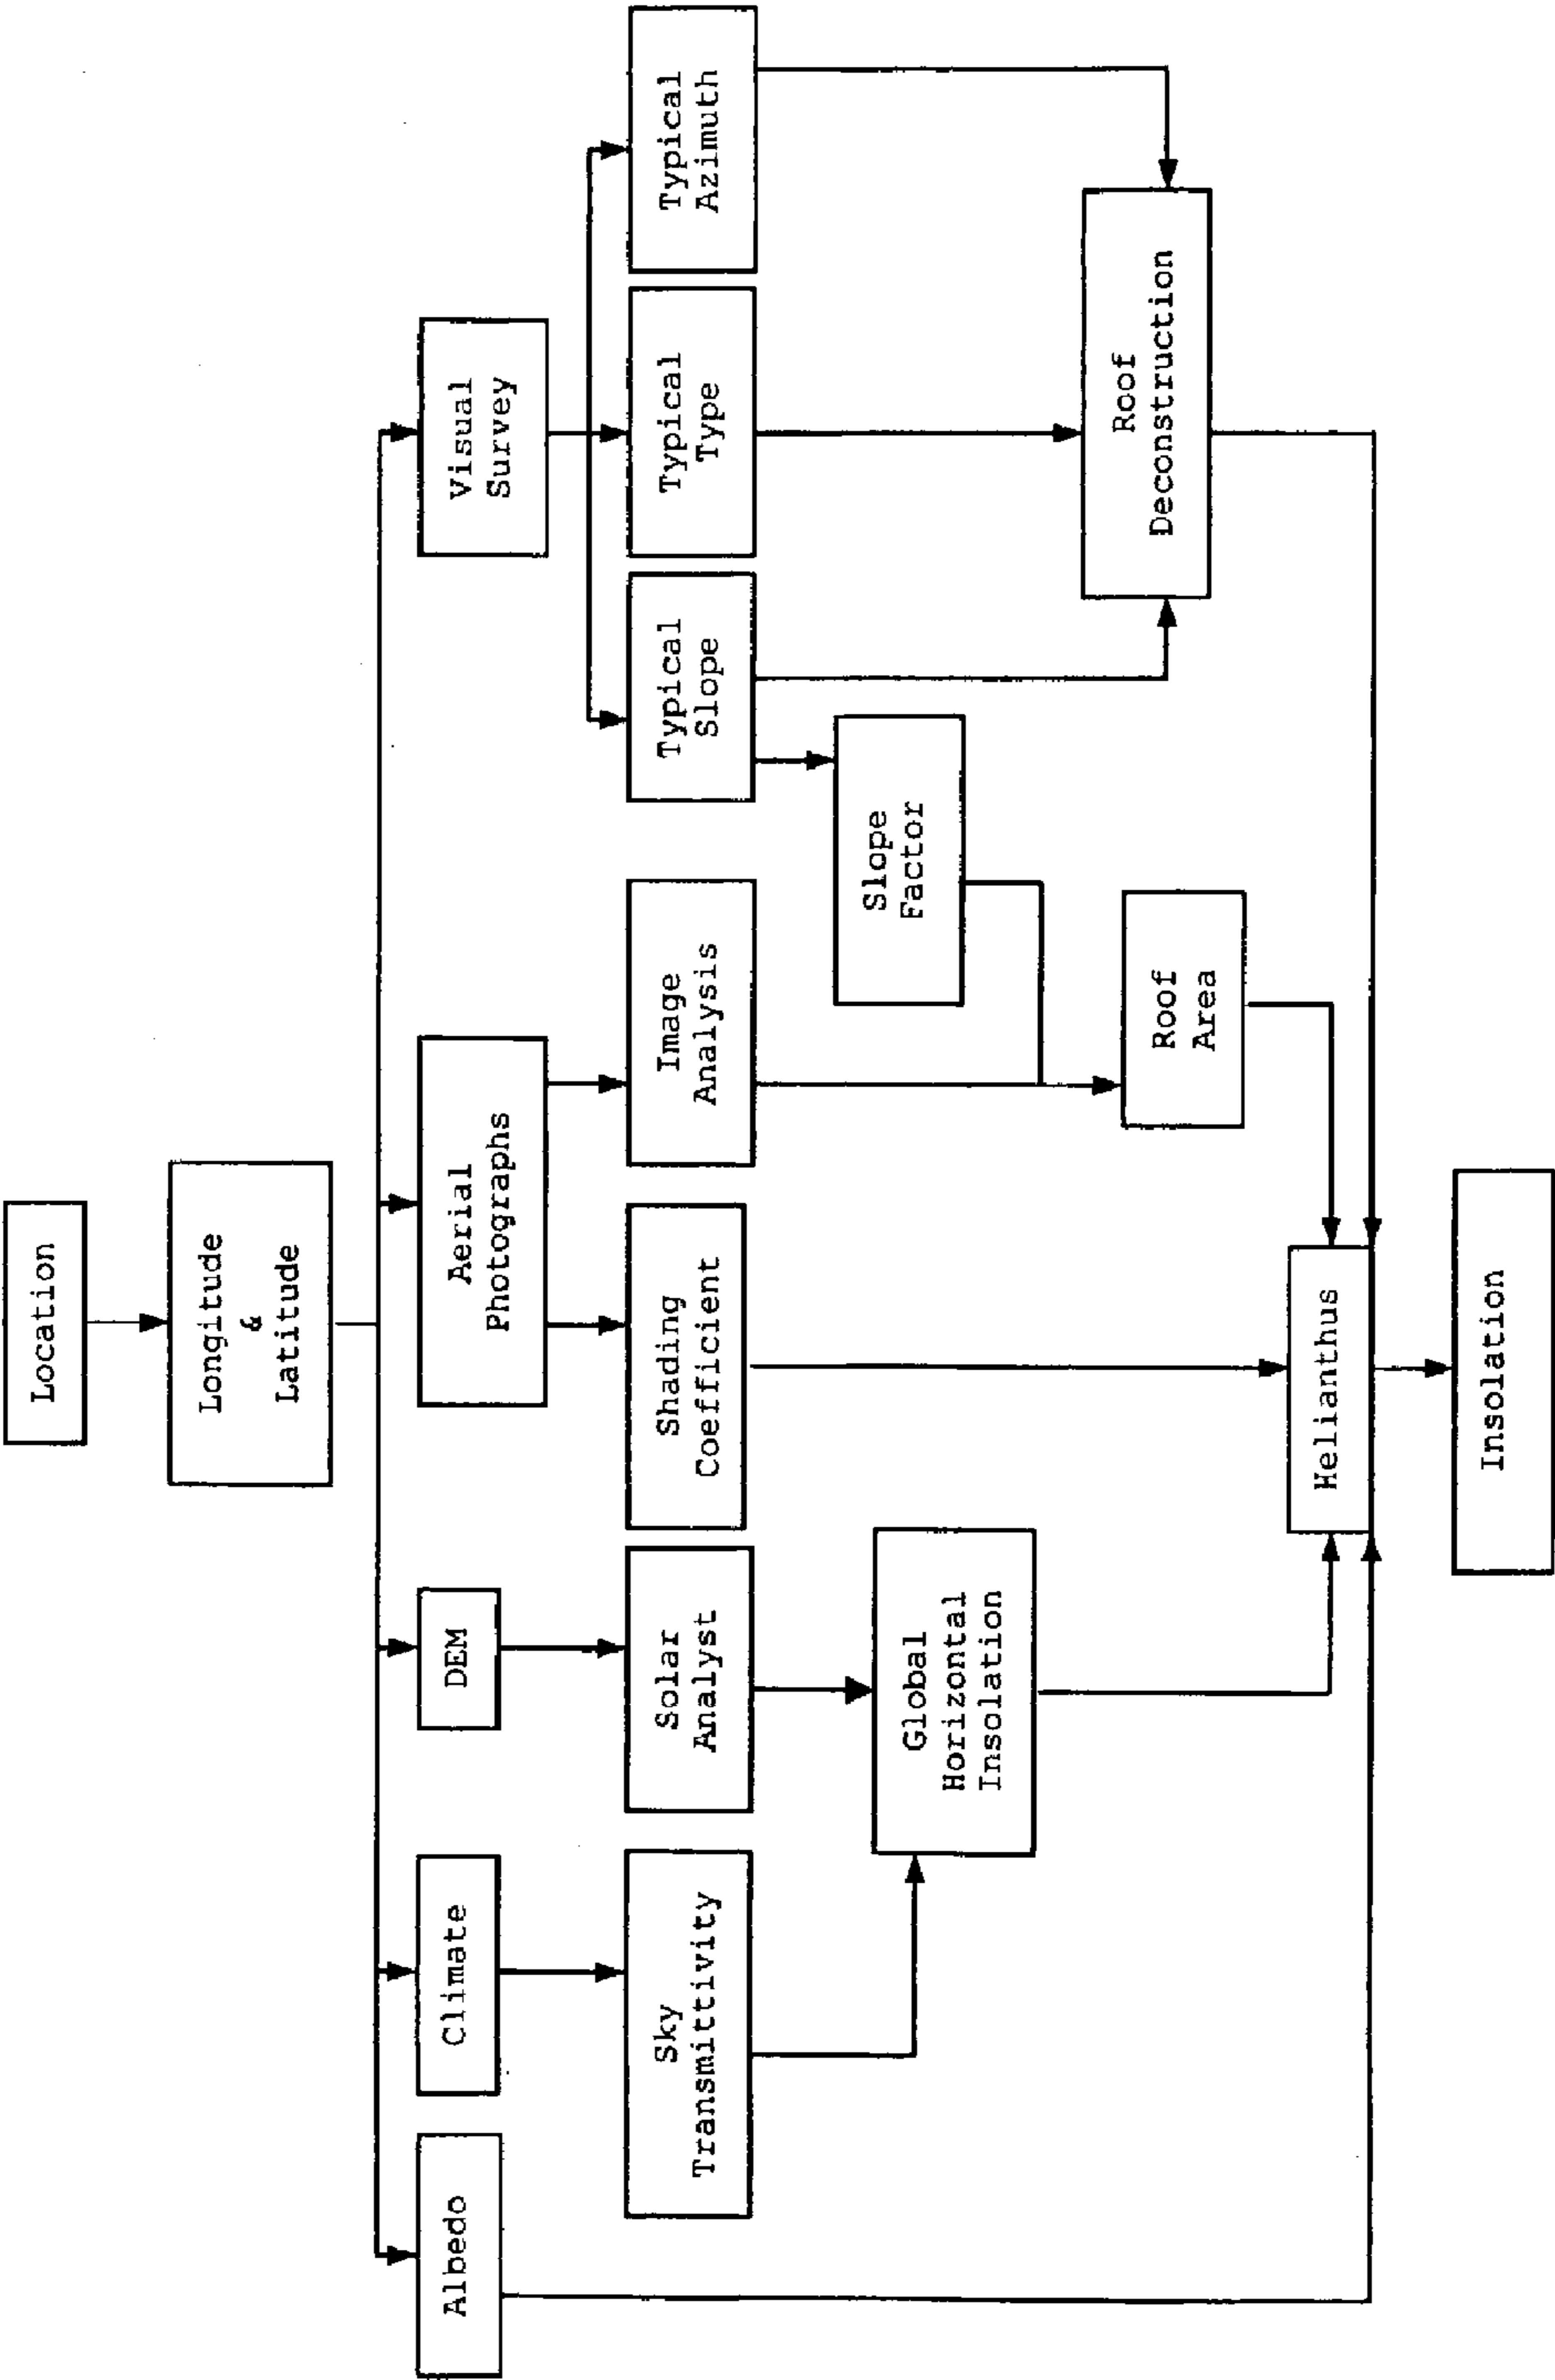 Location
Longitude
&
Latitude
Albedo
Climate
DEM
Aerial
Photographs
Visual
Survey
Sky
Transmittivity
Solar
Analyst
Shading
Coefficient
Image
Analysis
Typical
Slope
Typical
Type
Typical
Azimuth
Global
Horizontal
Insolation
Slope
Factor
Roof
Area
Roof
Deconstruction
Helianthus
Insolation